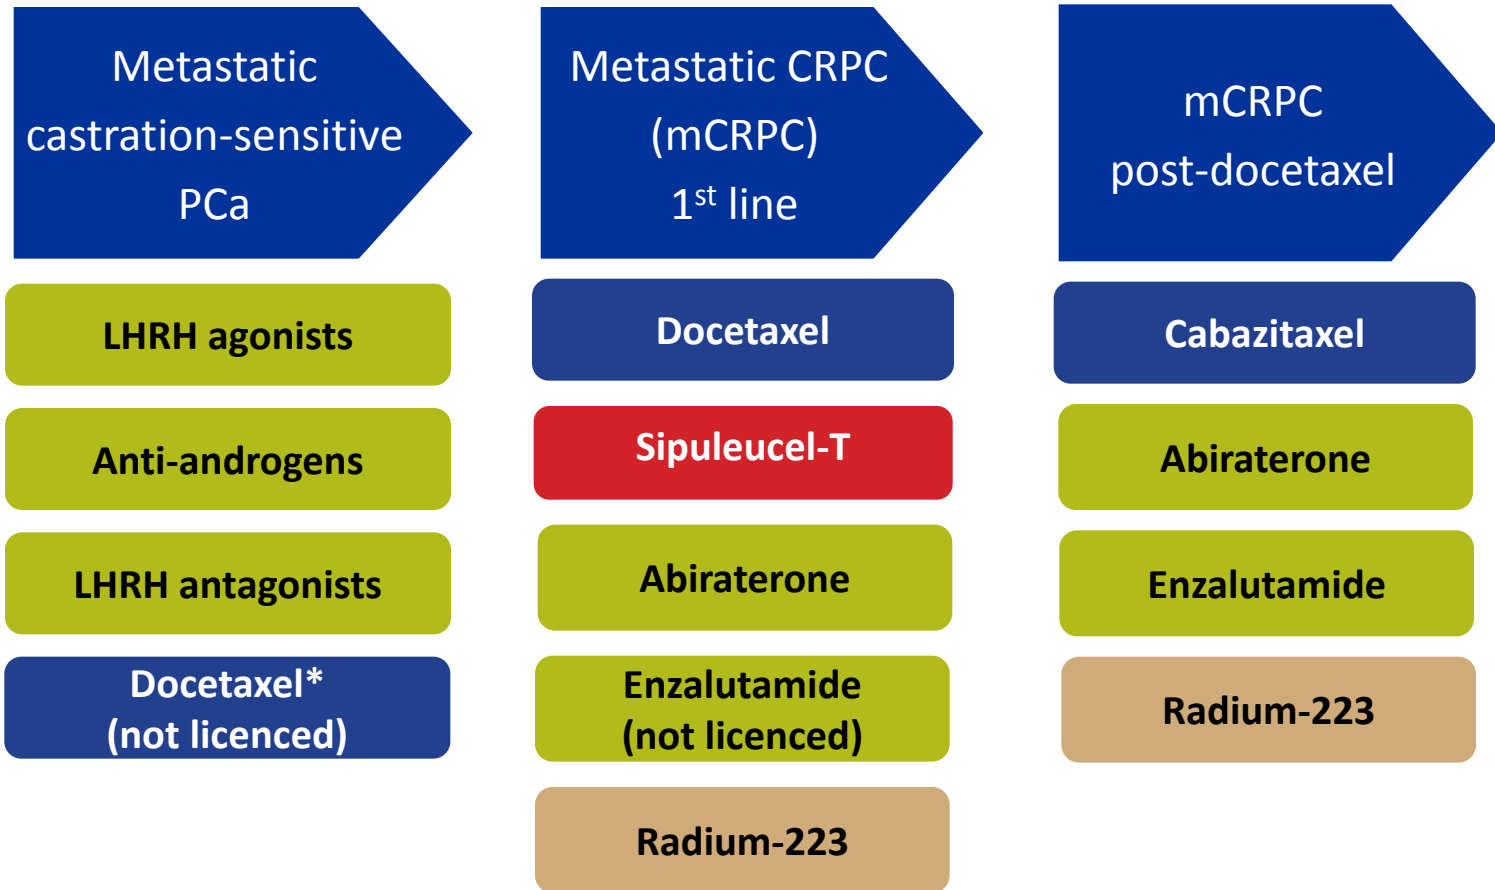 Metastatic
castration-sensitive
PCa
Metastatic CRPC
(mCRPC)
1st line
mCRPC
post-docetaxel
LHRH agonists
Anti-androgens
LHRH antagonists
Docetaxel*
(not licenced)
Docetaxel
Sipuleucel-T
Abiraterone
Enzalutamide
(not licenced)
Radium-223
Cabazitaxel
Abiraterone
Enzalutamide
Radium-223